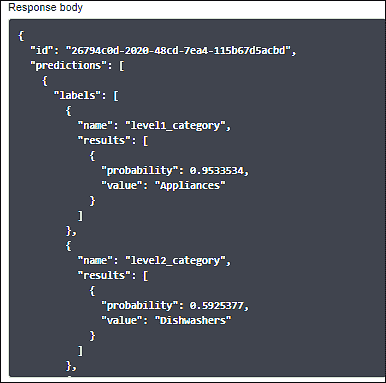 Response body
{
"id": "26794c0d-2020-48cd-7ea4-115b67d5acbd",
"predictions": [
{
"labels": [
{
"name": "level1_category",
"results": [
{
"probability": 0.9533534,
"value": "Appliances"
}
]
},
{
"name": "level2_category",
"results": [
{
"probability": 0.5925377,
"value": "Dishwashers"
}
]
},